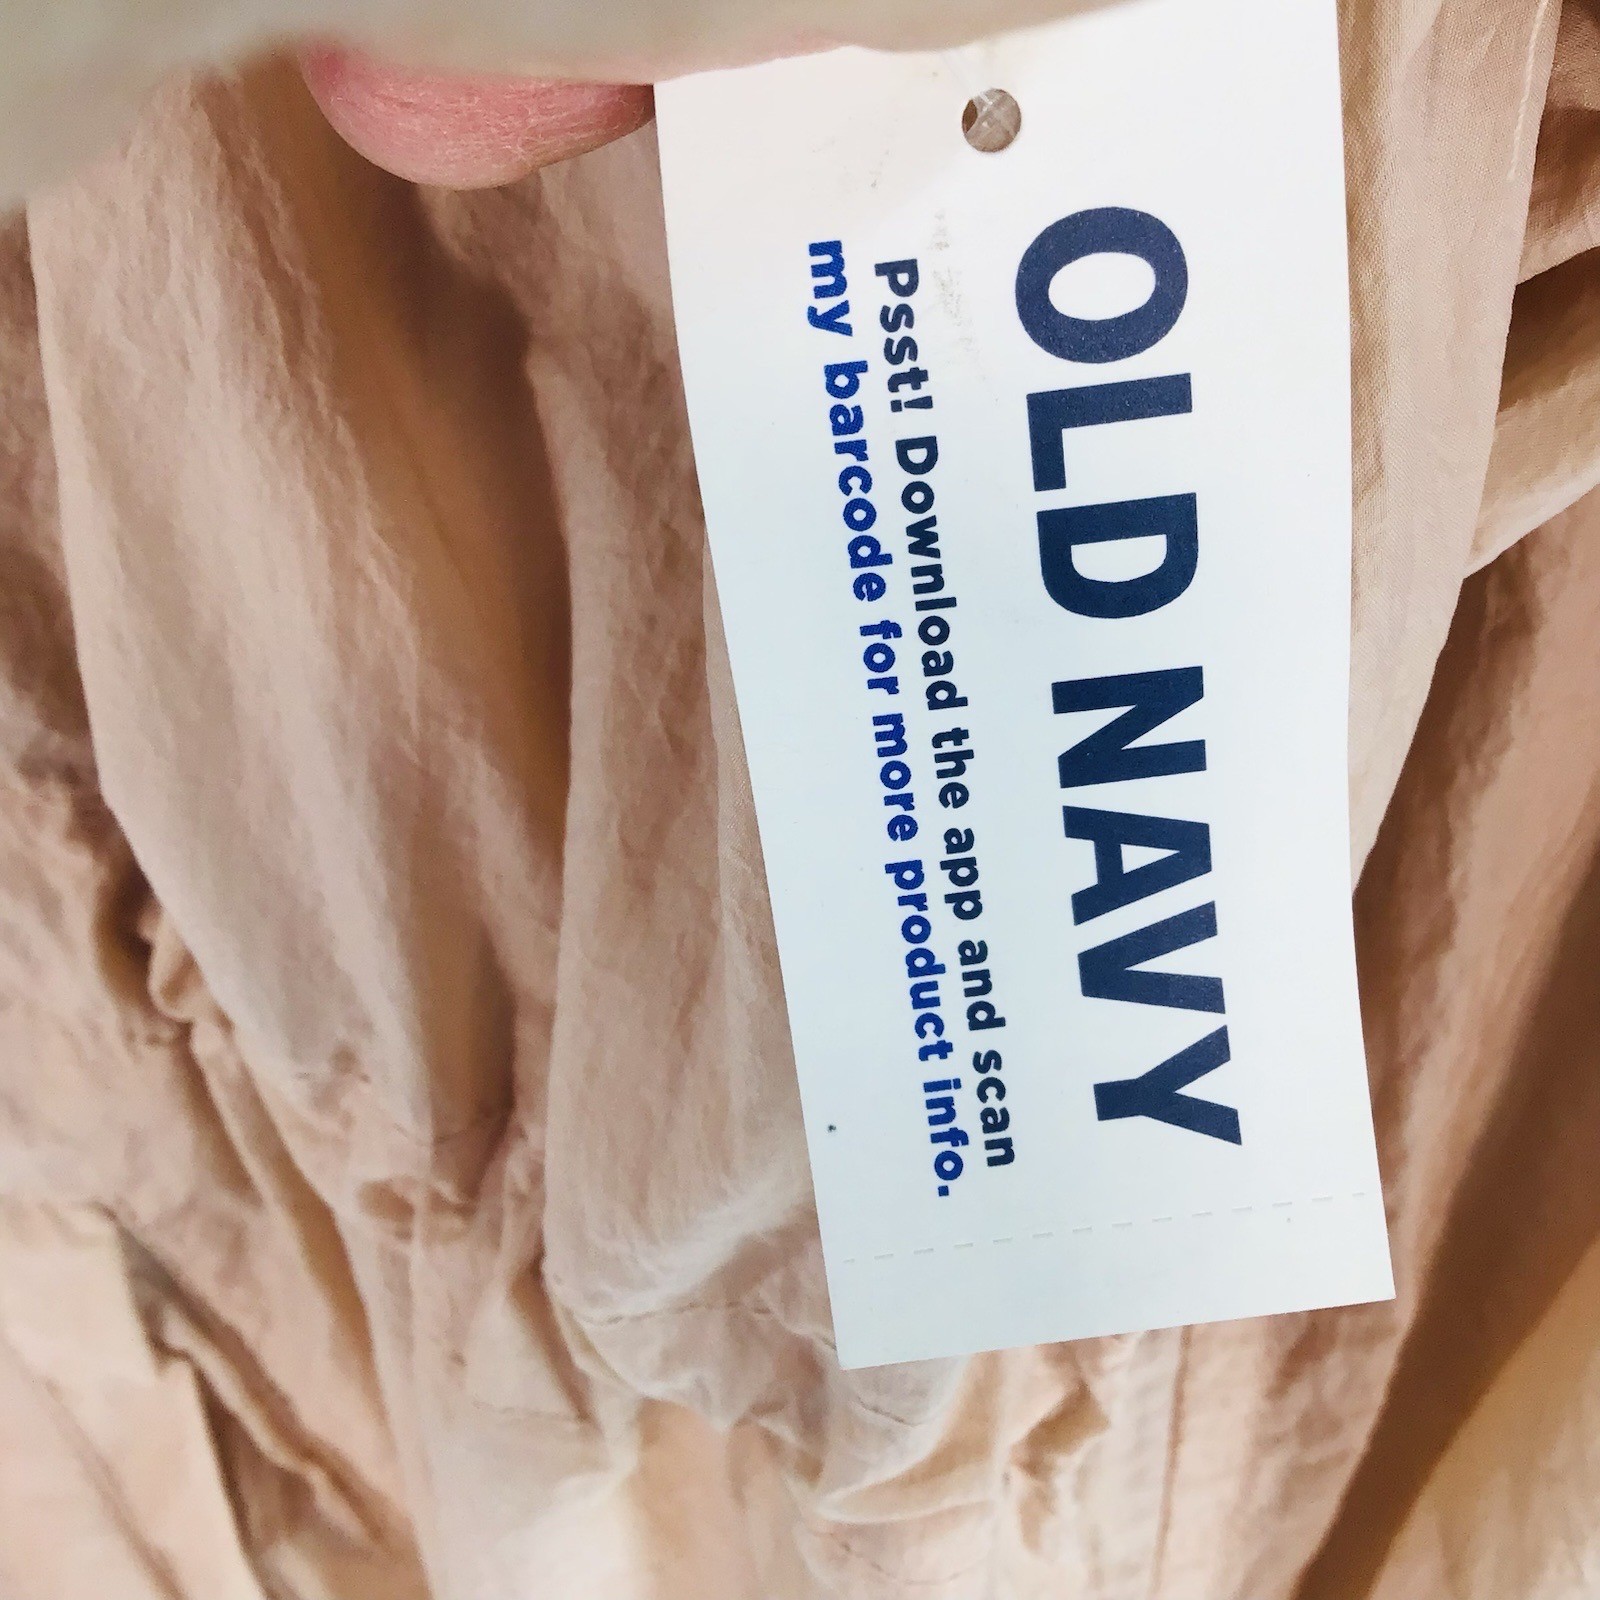 OLD NAVY
Psst! Download the app and scan
my barcode for more product info.